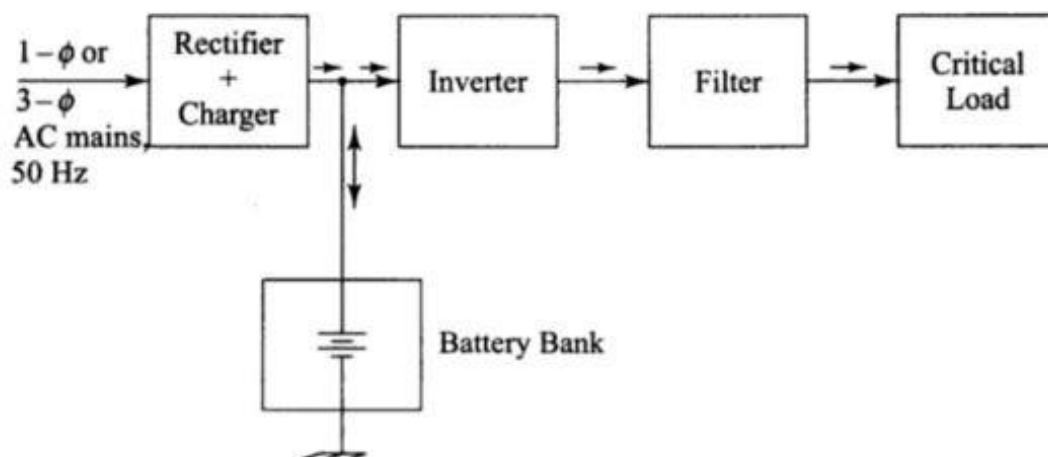 1 – ϕ or
3 – ϕ
AC mains,
50 Hz
Rectifier
+
Charger
Inverter
Filter
Critical
Load
Battery Bank